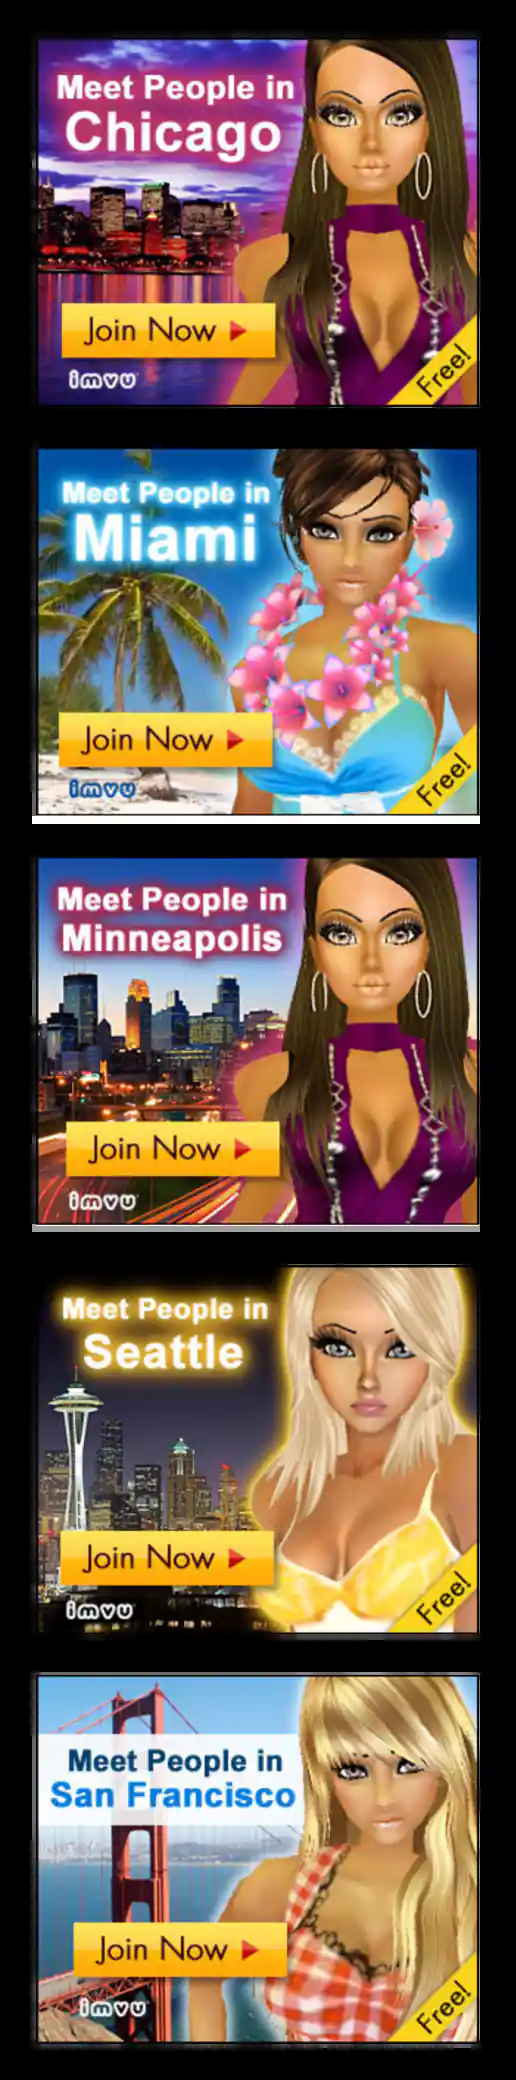 Meet People in
Chicago
Join Now
imvu
Free!
Meet People in
Miami
Join Now
imvu
Free!
Meet People in
Minneapolis
Join Now
imvu
Meet People in
Seattle
Join Now
imvu
Free!
Meet People in
San Francisco
Join Now
imvu
Free!